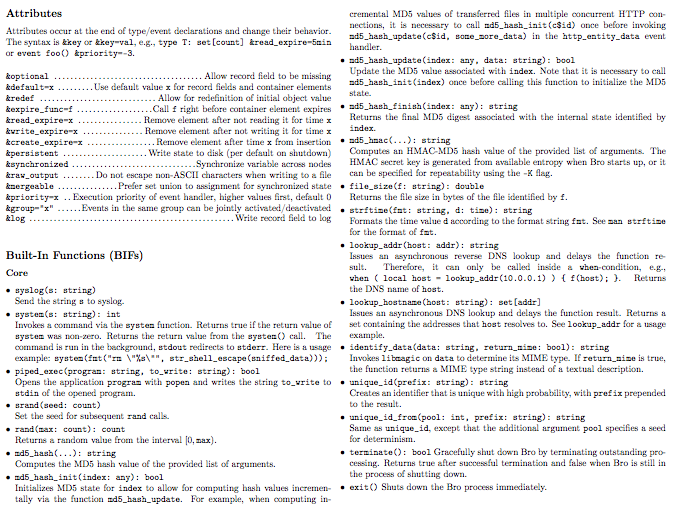 Attributes
Attributes occur at the end of type/event declarations and change their behavior.
The syntax is &key or &key=val, e.g., type T: set[count] &read_expire=5min
or event foo() &priority=-3.
&optional ........ Allow record field to be missing
&default=x ........ Use default value x for record fields and container elements
&redef ........ Allow for redefinition of initial object value
&expire_func=f ........ Call f right before container element expires
&read_expire=x ........ Remove element after not reading it for time x
&write_expire=x ........ Remove element after not writing it for time x
&create_expire=x ........ Remove element after time x from insertion
&persistent ........ Write state to disk (per default on shutdown)
&synchronized ........ Synchronize variable across nodes
&raw_output ........ Do not escape non-ASCII characters when writing to a file
&mergeable ........ Prefer set union to assignment for synchronized state
&priority=x .. Execution priority of event handler, higher values first, default 0
&group="x" ...... Events in the same group can be jointly activated/deactivated
&log ........ Write record field to log
Built-In Functions (BIFs)
Core
• syslog(s: string)
Send the string s to syslog.
• system(s: string): int
Invokes a command via the system function. Returns true if the return value of
system was non-zero. Returns the return value from the system() call. The
command is run in the background, stdout redirects to stderr. Here is a usage
example: system(fmt("rm \"%s\"", str_shell_escape(sniffed_data)));
• piped_exec(program: string, to_write: string): bool
Opens the application program with popen and writes the string to_write to
stdin of the opened program.
• srand(seed: count)
Set the seed for subsequent rand calls.
• rand(max: count): count
Returns a random value from the interval [0, max).
• md5_hash(...): string
Computes the MD5 hash value of the provided list of arguments.
• md5_hash_init(index: any): bool
Initializes MD5 state for index to allow for computing hash values incremen-
tally via the function md5_hash_update. For example, when computing in-
cremental MD5 values of transferred files in multiple concurrent HTTP con-
nections, it is necessary to call md5_hash_init(c$id) once before invoking
md5_hash_update(c$id, some_more_data) in the http_entity_data event
handler.
• md5_hash_update(index: any, data: string): bool
Update the MD5 value associated with index. Note that it is necessary to call
md5_hash_init(index) once before calling this function to initialize the MD5
state.
• md5_hash_finish(index: any): string
Returns the final MD5 digest associated with the internal state identified by
index.
• md5_hmac(...): string
Computes an HMAC-MD5 hash value of the provided list of arguments. The
HMAC secret key is generated from available entropy when Bro starts up, or it
can be specified for repeatability using the -K flag.
• file_size(f: string): double
Returns the file size in bytes of the file identified by f.
• strftime(fmt: string, d: time): string
Formats the time value d according to the format string fmt. See man strftime
for the format of fmt.
• lookup_addr(host: addr): string
Issues an asynchronous reverse DNS lookup and delays the function re-
sult. Therefore, it can only be called inside a when-condition, e.g.,
when ( local host = lookup_addr(10.0.0.1) ) { f(host); }. Returns
the DNS name of host.
• lookup_hostname(host: string): set[addr]
Issues an asynchronous DNS lookup and delays the function result. Returns a
set containing the addresses that host resolves to. See lookup_addr for a usage
example.
• identify_data(data: string, return_mime: bool): string
Invokes libmagic on data to determine its MIME type. If return_mime is true,
the function returns a MIME type string instead of a textual description.
• unique_id(prefix: string): string
Creates an identifier that is unique with high probability, with prefix prepended
to the result.
• unique_id_from(pool: int, prefix: string): string
Same as unique_id, except that the additional argument pool specifies a seed
for determinism.
• terminate(): bool Gracefully shut down Bro by terminating outstanding pro-
cessing. Returns true after successful termination and false when Bro is still in
the process of shutting down.
• exit() Shuts down the Bro process immediately.